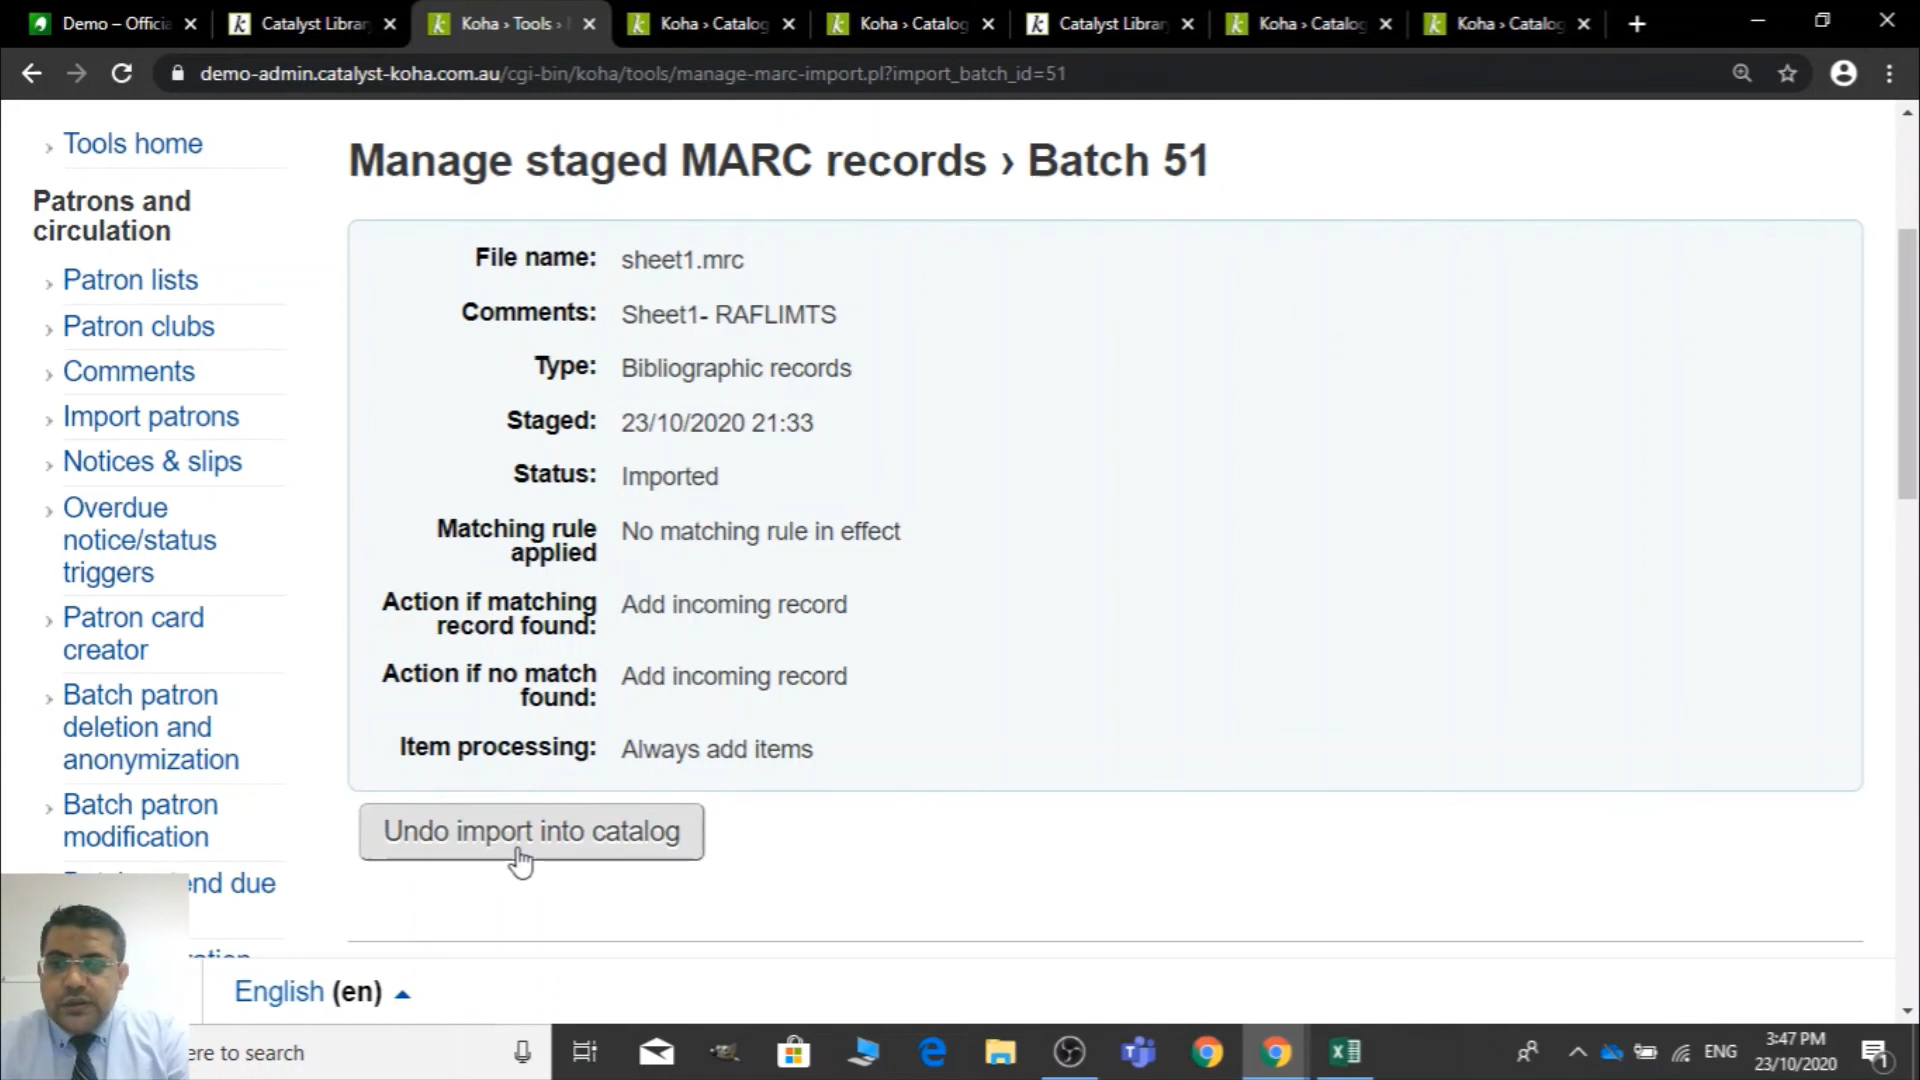 Demo – Officia
Catalyst Library
Koha › Tools ›
Koha › Catalog
Koha › Catalog
Catalyst Library
Koha › Catalog
Koha › Catalog
demo-admin.catalyst-koha.com.au/cgi-bin/koha/tools/manage-marc-import.pl?import_batch_id=51
Tools home
Patrons and
circulation
Patron lists
Patron clubs
Comments
Import patrons
Notices & slips
Overdue
notice/status
triggers
Patron card
creator
Batch patron
deletion and
anonymization
Batch patron
modification
end due
Manage staged MARC records › Batch 51
File name: sheet1.mrc
Comments: Sheet1- RAFLIMTS
Type: Bibliographic records
Staged: 23/10/2020 21:33
Status: Imported
Matching rule
applied No matching rule in effect
Action if matching
record found: Add incoming record
Action if no match
found: Add incoming record
Item processing: Always add items
Undo import into catalog
English (en)
ere to search
ENG
3:47 PM
23/10/2020
1